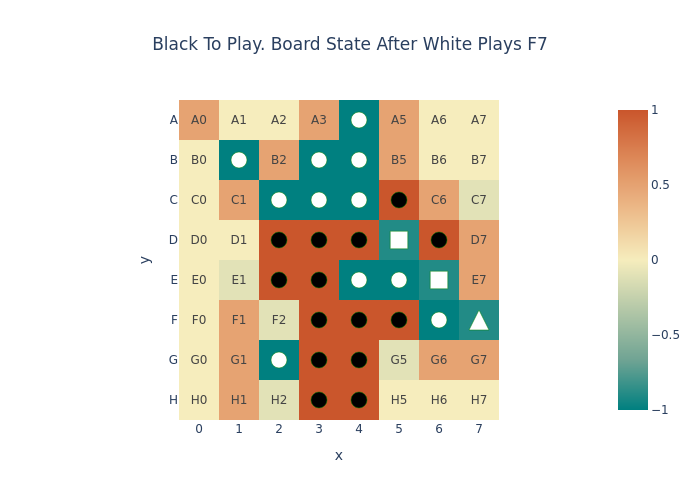 Black To Play. Board State After White Plays F7
A A0 A1 A2 A3 A5 A6 A7
B B0 B2 B5 B6 B7
C C0 C1 C6 C7
D D0 D1 D7
E E0 E1 E7
F F0 F1 F2
G G0 G1 G5 G6 G7
H H0 H1 H2 H5 H6 H7
0 1 2 3 4 5 6 7
x
y
1
0.5
0
−0.5
−1